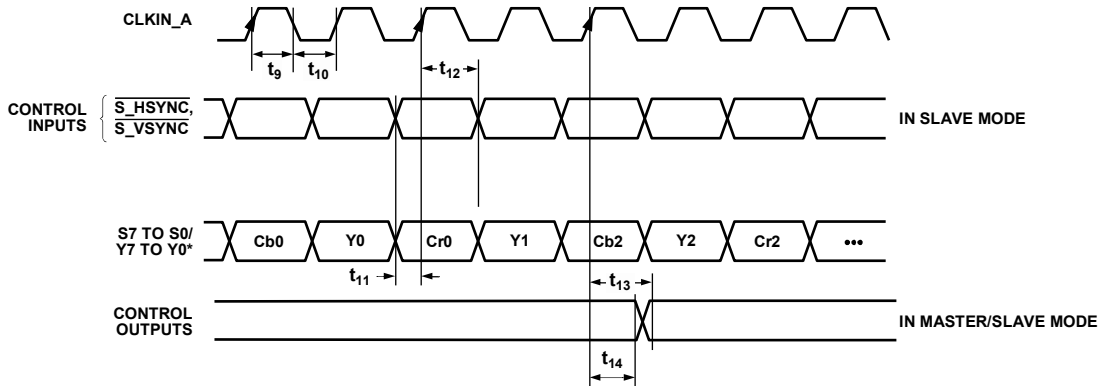 CLKIN_A
t9
t10
t12
CONTROL
INPUTS
S_HSYNC,
S_VSYNC
IN SLAVE MODE
S7 TO S0/
Y7 TO Y0*
Cb0
Y0
Cr0
Y1
Cb2
Y2
Cr2
•••
t11
t13
CONTROL
OUTPUTS
IN MASTER/SLAVE MODE
t14